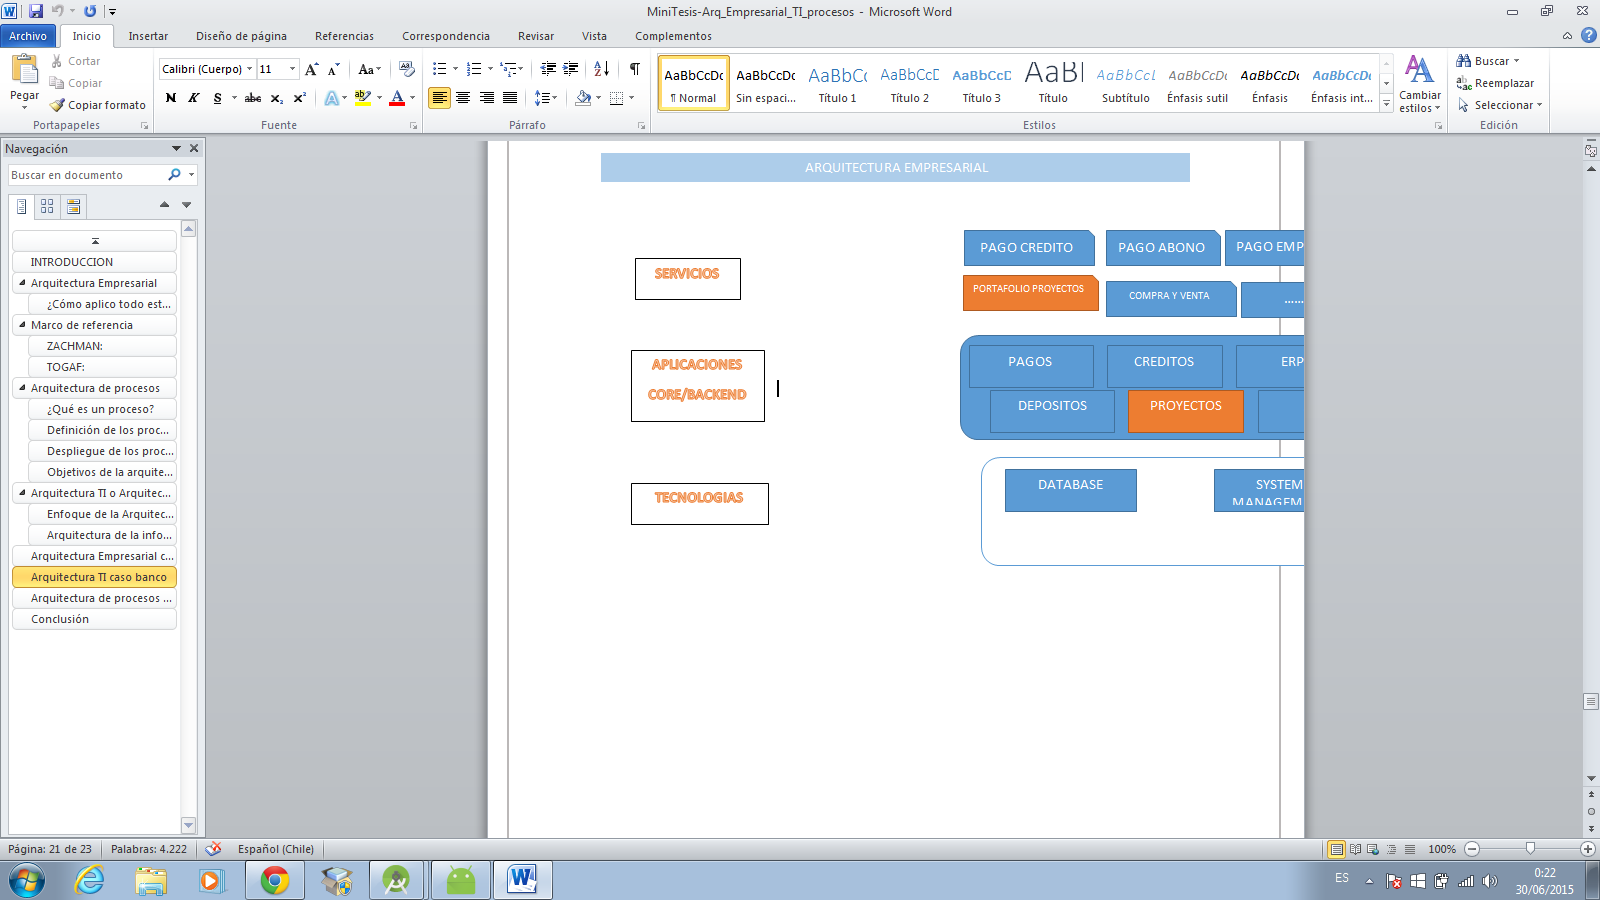 MiniTesis-Arq_Empresarial_TI_procesos - Microsoft Word
Archivo Inicio Insertar Diseño de página Referencias Correspondencia Revisar Vista Complementos
Pegar
Cortar
Copiar
Copiar formato
Portapapeles
Calibri (Cuerpo) 11
N K S abc x₂ x²
Fuente
Párrafo
AaBbCcDc AaBbCcDc AaBbCc AaBbCcD AaBbCcD AaBl AaBbCcL AaBbCcDc AaBbCcDc AaBbCcDc
¶ Normal Sin espaci... Título 1 Título 2 Título 3 Título Subtítulo Énfasis sutil Énfasis Énfasis int...
Cambiar estilos
Estilos
Buscar
Reemplazar
Seleccionar
Edición
Navegación
Buscar en documento
INTRODUCCION
Arquitectura Empresarial
¿Cómo aplico todo est...
Marco de referencia
ZACHMAN:
TOGAF:
Arquitectura de procesos
¿Qué es un proceso?
Definición de los proc...
Despliegue de los proc...
Objetivos de la arquite...
Arquitectura TI o Arquitec...
Enfoque de la Arquitec...
Arquitectura de la info...
Arquitectura Empresarial c...
Arquitectura TI caso banco
Arquitectura de procesos ...
Conclusión
ARQUITECTURA EMPRESARIAL
SERVICIOS
PAGO CREDITO PAGO ABONO PAGO EMP
PORTAFOLIO PROYECTOS COMPRA Y VENTA ......
APLICACIONES
CORE/BACKEND
PAGOS CREDITOS ERP
DEPOSITOS PROYECTOS
TECNOLOGIAS
DATABASE SYSTEM
MANAGEM
Página: 21 de 23 Palabras: 4.222 Español (Chile) 100%
ES 0:22
30/06/2015